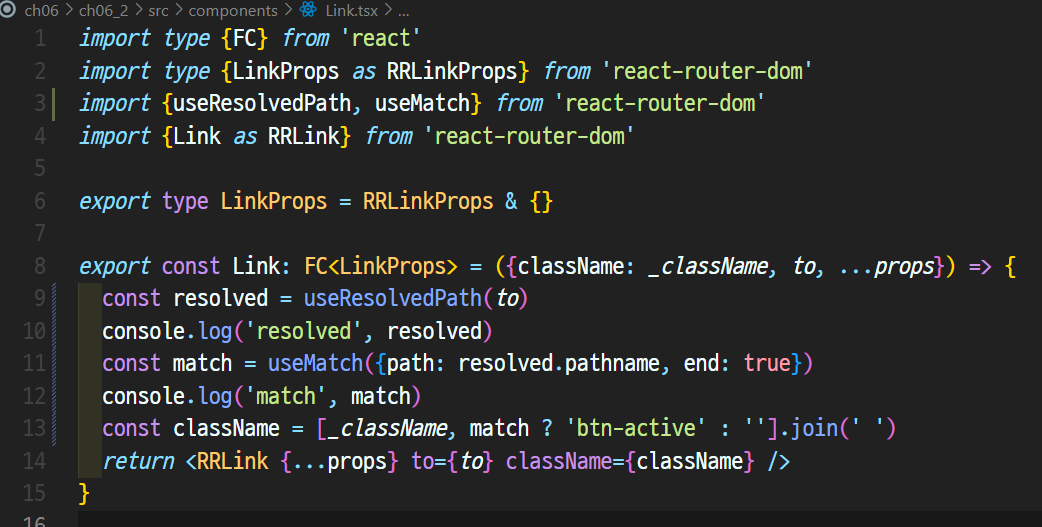 ch06 > ch06_2 > src > components > Link.tsx > ...
1 import type {FC} from 'react'
2 import type {LinkProps as RRLinkProps} from 'react-router-dom'
3 import {useResolvedPath, useMatch} from 'react-router-dom'
4 import {Link as RRLink} from 'react-router-dom'
5
6 export type LinkProps = RRLinkProps & {}
7
8 export const Link: FC<LinkProps> = ({className: _className, to, ...props}) => {
9 const resolved = useResolvedPath(to)
10 console.log('resolved', resolved)
11 const match = useMatch({path: resolved.pathname, end: true})
12 console.log('match', match)
13 const className = [_className, match ? 'btn-active' : ''].join(' ')
14 return <RRLink {...props} to={to} className={className} />
15 }
16